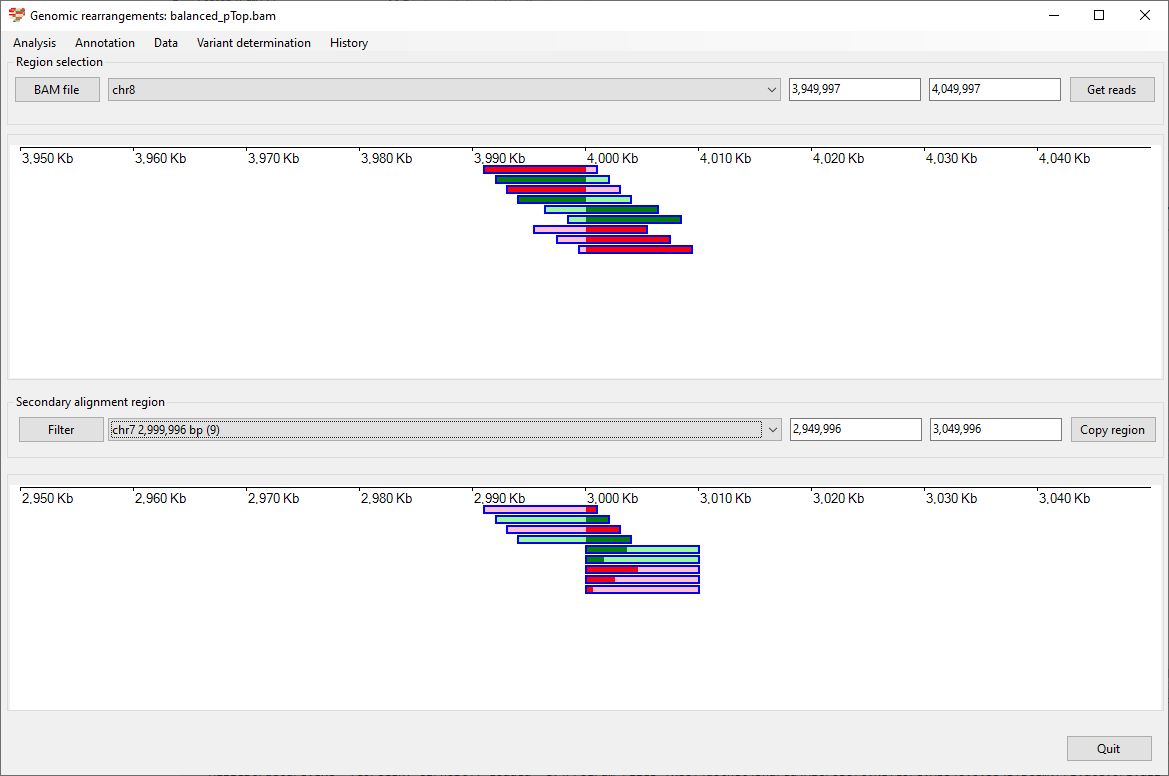 Genomic rearrangements: balanced_pTop.bam
Analysis Annotation Data Variant determination History
Region selection
BAM file chr8 3,949,997 4,049,997 Get reads
3,950 Kb 3,960 Kb 3,970 Kb 3,980 Kb 3,990 Kb 4,000 Kb 4,010 Kb 4,020 Kb 4,030 Kb 4,040 Kb
Secondary alignment region
Filter chr7 2,999,996 bp (9) 2,949,996 3,049,996 Copy region
2,950 Kb 2,960 Kb 2,970 Kb 2,980 Kb 2,990 Kb 3,000 Kb 3,010 Kb 3,020 Kb 3,030 Kb 3,040 Kb
Quit